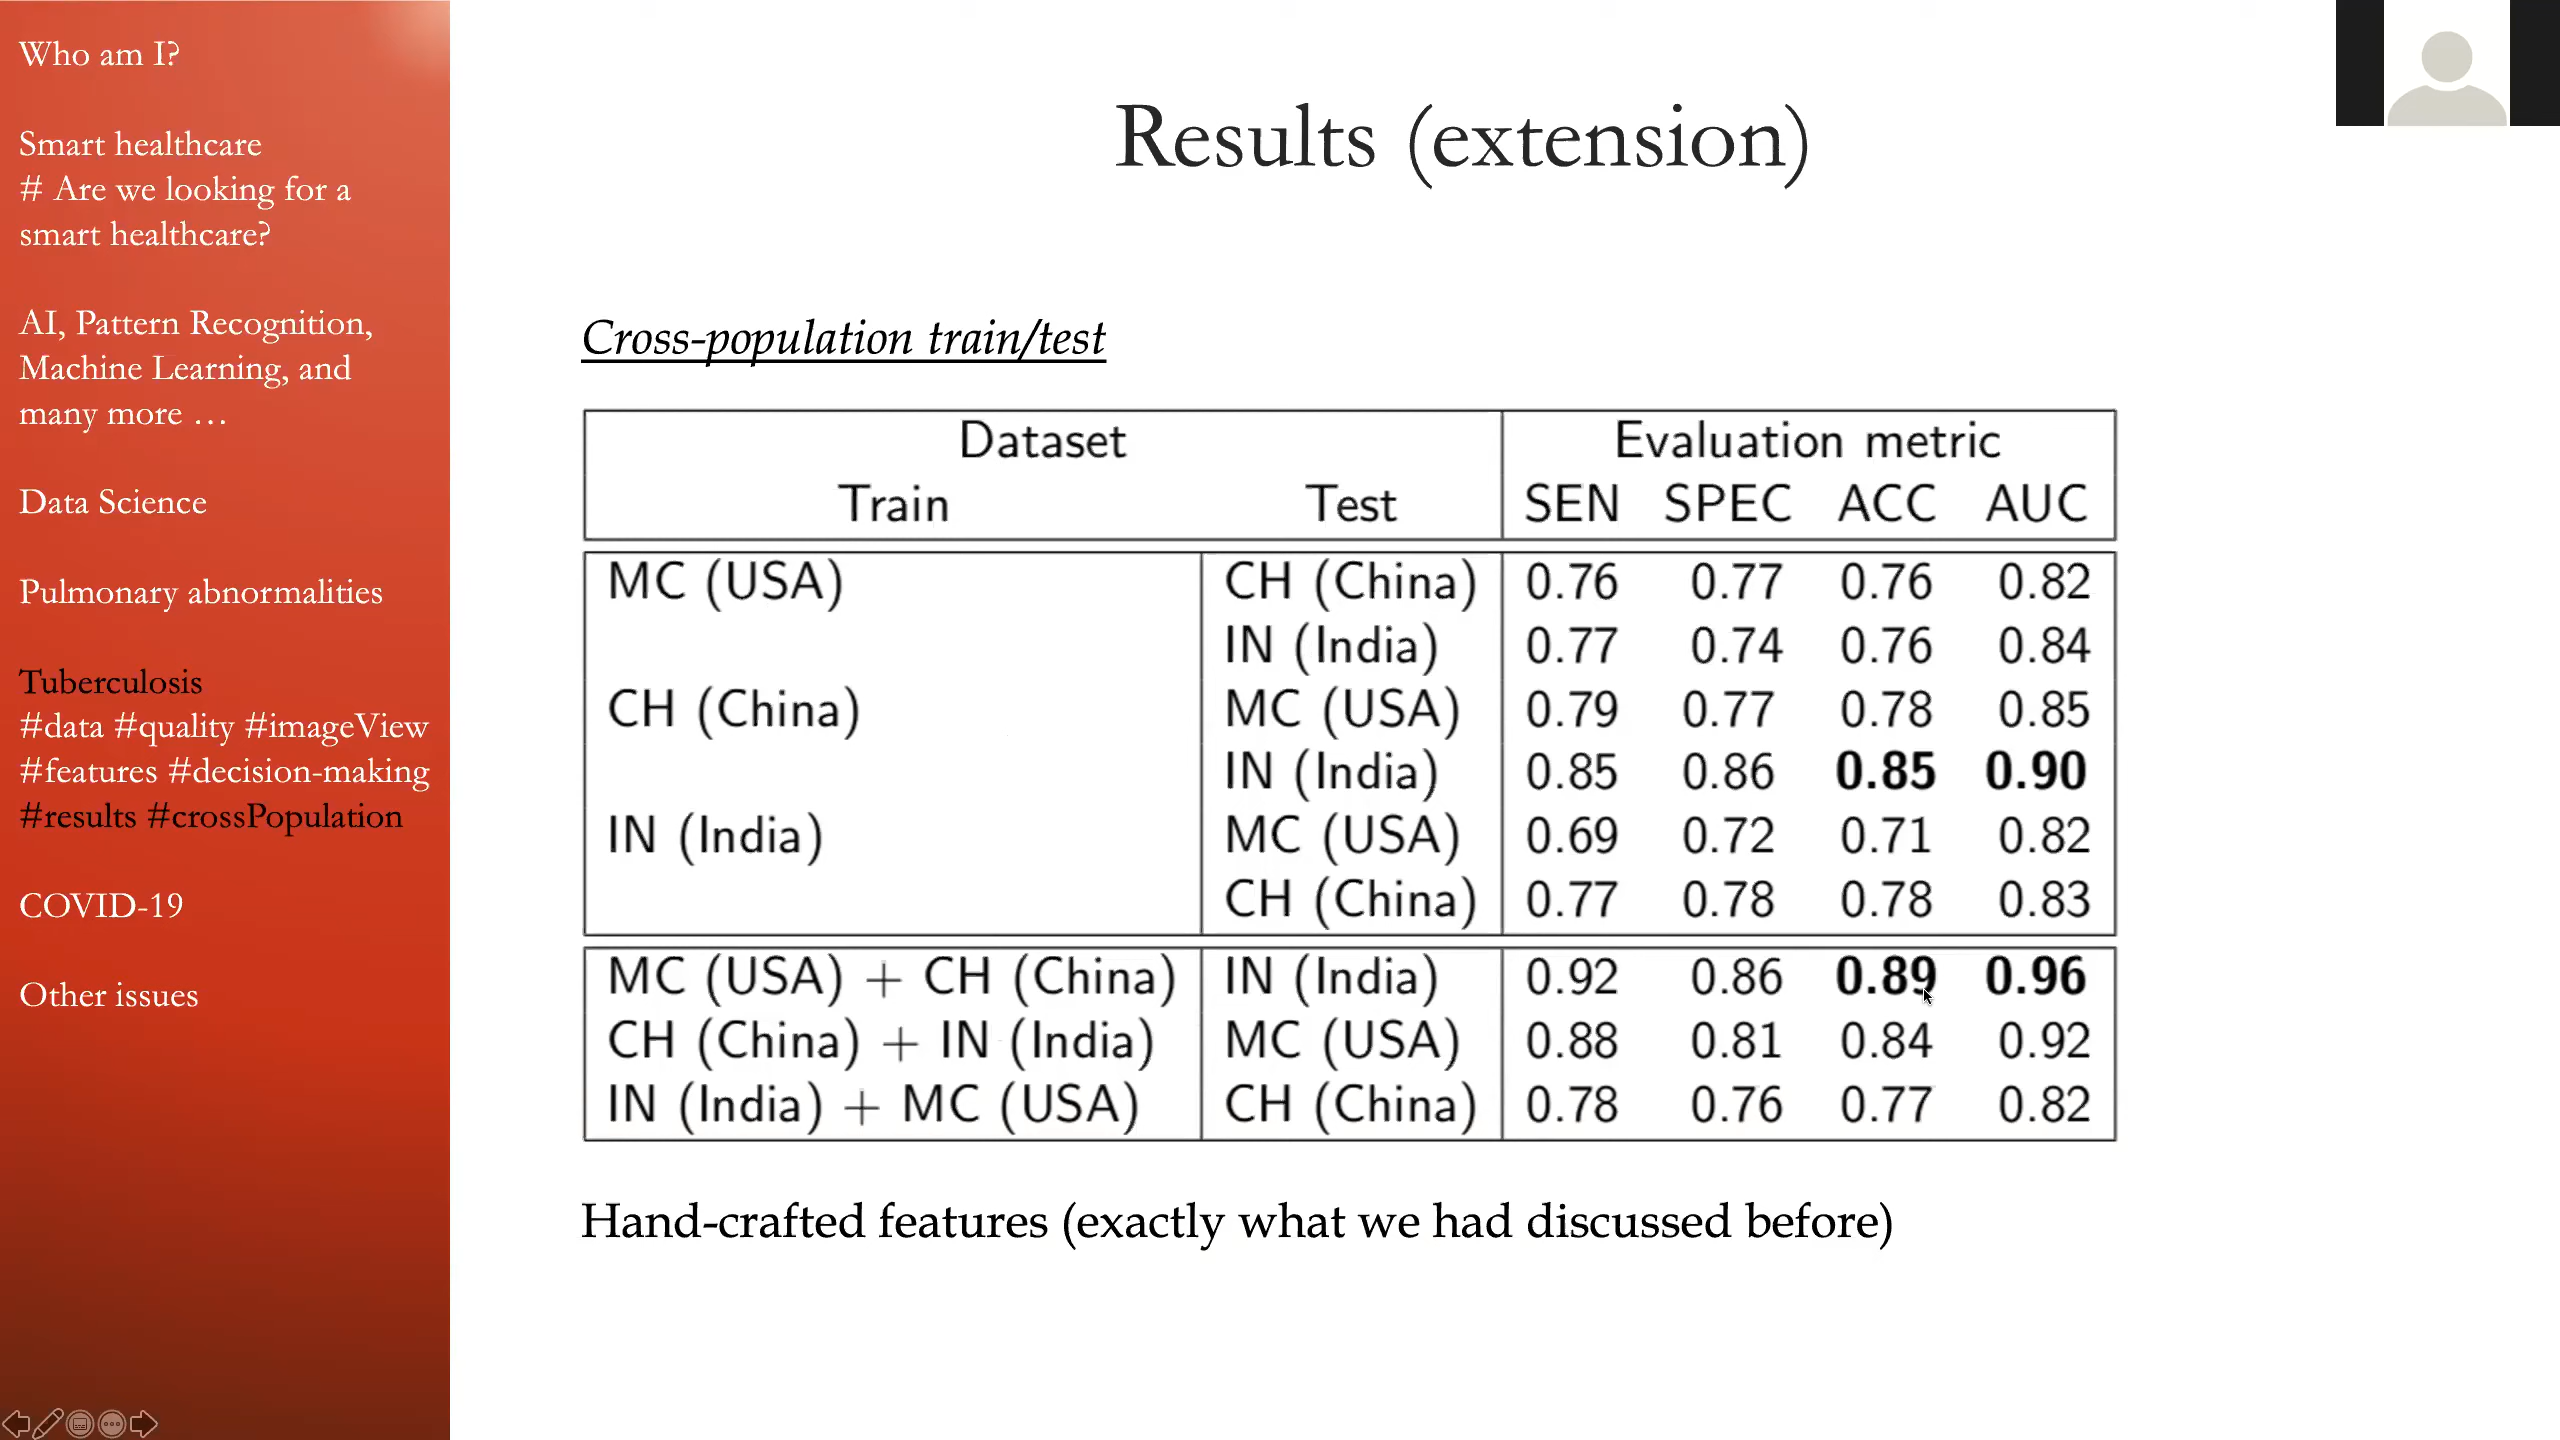 Who am I?
Smart healthcare
# Are we looking for a
smart healthcare?
AI, Pattern Recognition,
Machine Learning, and
many more …
Data Science
Pulmonary abnormalities
Tuberculosis
#data #quality #imageView
#features #decision-making
#results #crossPopulation
COVID-19
Other issues
Results (extension)
Cross-population train/test
Dataset Evaluation metric
Train Test SEN SPEC ACC AUC
MC (USA) CH (China) 0.76 0.77 0.76 0.82
IN (India) 0.77 0.74 0.76 0.84
CH (China) MC (USA) 0.79 0.77 0.78 0.85
IN (India) 0.85 0.86 0.85 0.90
IN (India) MC (USA) 0.69 0.72 0.71 0.82
CH (China) 0.77 0.78 0.78 0.83
MC (USA) + CH (China) IN (India) 0.92 0.86 0.89 0.96
CH (China) + IN (India) MC (USA) 0.88 0.81 0.84 0.92
IN (India) + MC (USA) CH (China) 0.78 0.76 0.77 0.82
Hand-crafted features (exactly what we had discussed before)